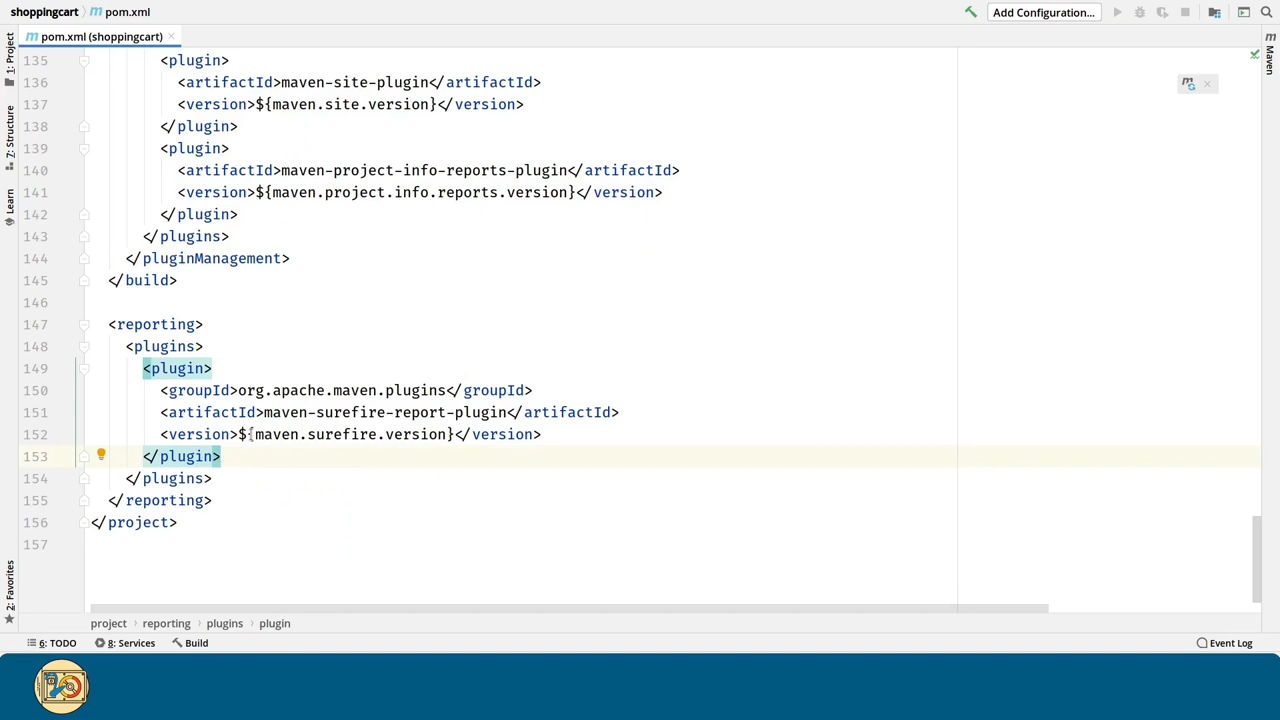 shoppingcart pom.xml Add Configuration...
pom.xml (shoppingcart)
1: Project
7: Structure
Learn
2: Favorites
Maven
135 <plugin>
136 <artifactId>maven-site-plugin</artifactId>
137 <version>${maven.site.version}</version>
138 </plugin>
139 <plugin>
140 <artifactId>maven-project-info-reports-plugin</artifactId>
141 <version>${maven.project.info.reports.version}</version>
142 </plugin>
143 </plugins>
144 </pluginManagement>
145 </build>
146
147 <reporting>
148 <plugins>
149 <plugin>
150 <groupId>org.apache.maven.plugins</groupId>
151 <artifactId>maven-surefire-report-plugin</artifactId>
152 <version>${maven.surefire.version}</version>
153 </plugin>
154 </plugins>
155 </reporting>
156 </project>
157
project reporting plugins plugin
6: TODO 8: Services Build Event Log